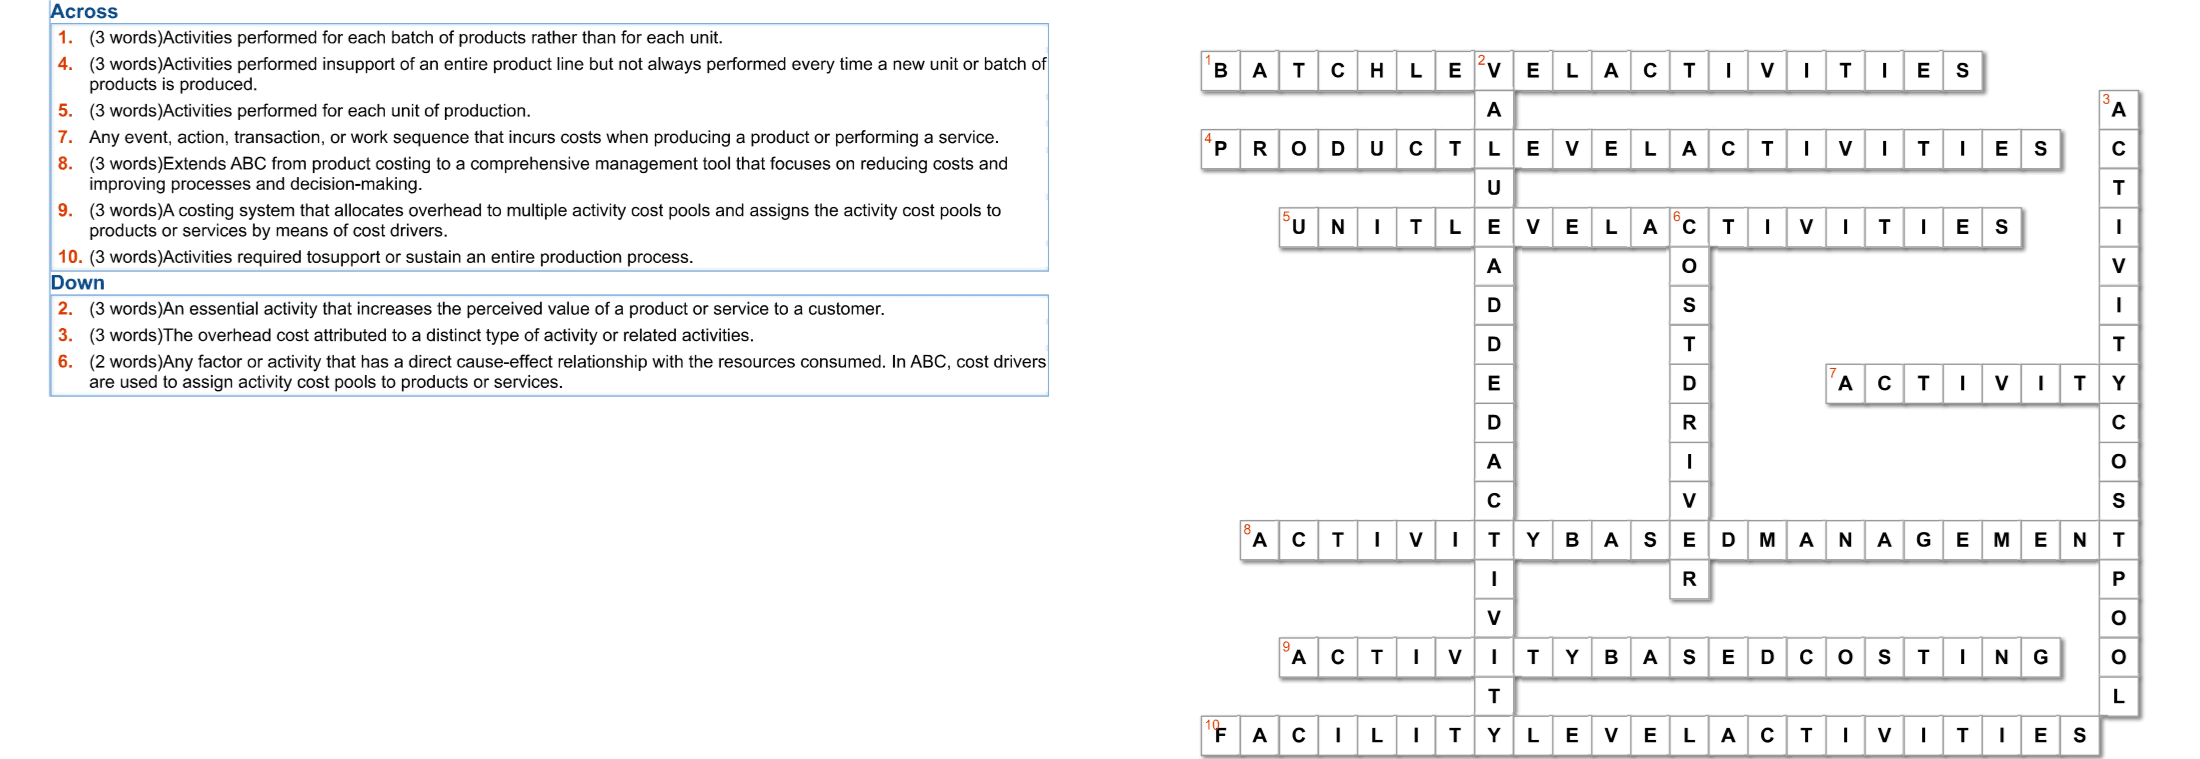 Across
1. (3 words)Activities performed for each batch of products rather than for each unit.
4. (3 words)Activities performed insupport of an entire product line but not always performed every time a new unit or batch of
products is produced.
5. (3 words)Activities performed for each unit of production.
7. Any event, action, transaction, or work sequence that incurs costs when producing a product or performing a service.
8. (3 words)Extends ABC from product costing to a comprehensive management tool that focuses on reducing costs and
improving processes and decision-making.
9. (3 words)A costing system that allocates overhead to multiple activity cost pools and assigns the activity cost pools to
products or services by means of cost drivers.
10. (3 words)Activities required tosupport or sustain an entire production process.
Down
2. (3 words)An essential activity that increases the perceived value of a product or service to a customer.
3. (3 words)The overhead cost attributed to a distinct type of activity or related activities.
6. (2 words)Any factor or activity that has a direct cause-effect relationship with the resources consumed. In ABC, cost drivers
are used to assign activity cost pools to products or services.
1 B A T C H L E 2 V E L A C T I V I T I E S
A 3 A
4 P R O D U C T L E V E L A C T I V I T I E S C
U T
5 U N I T L E V E L A 6 C T I V I T I E S I
A O V
D S I
D T T
E D 7 A C T I V I T Y
D R C
A I O
C V S
8 A C T I V I T Y B A S E D M A N A G E M E N T
I R P
V O
9 A C T I V I T Y B A S E D C O S T I N G O
T L
10 F A C I L I T Y L E V E L A C T I V I T I E S